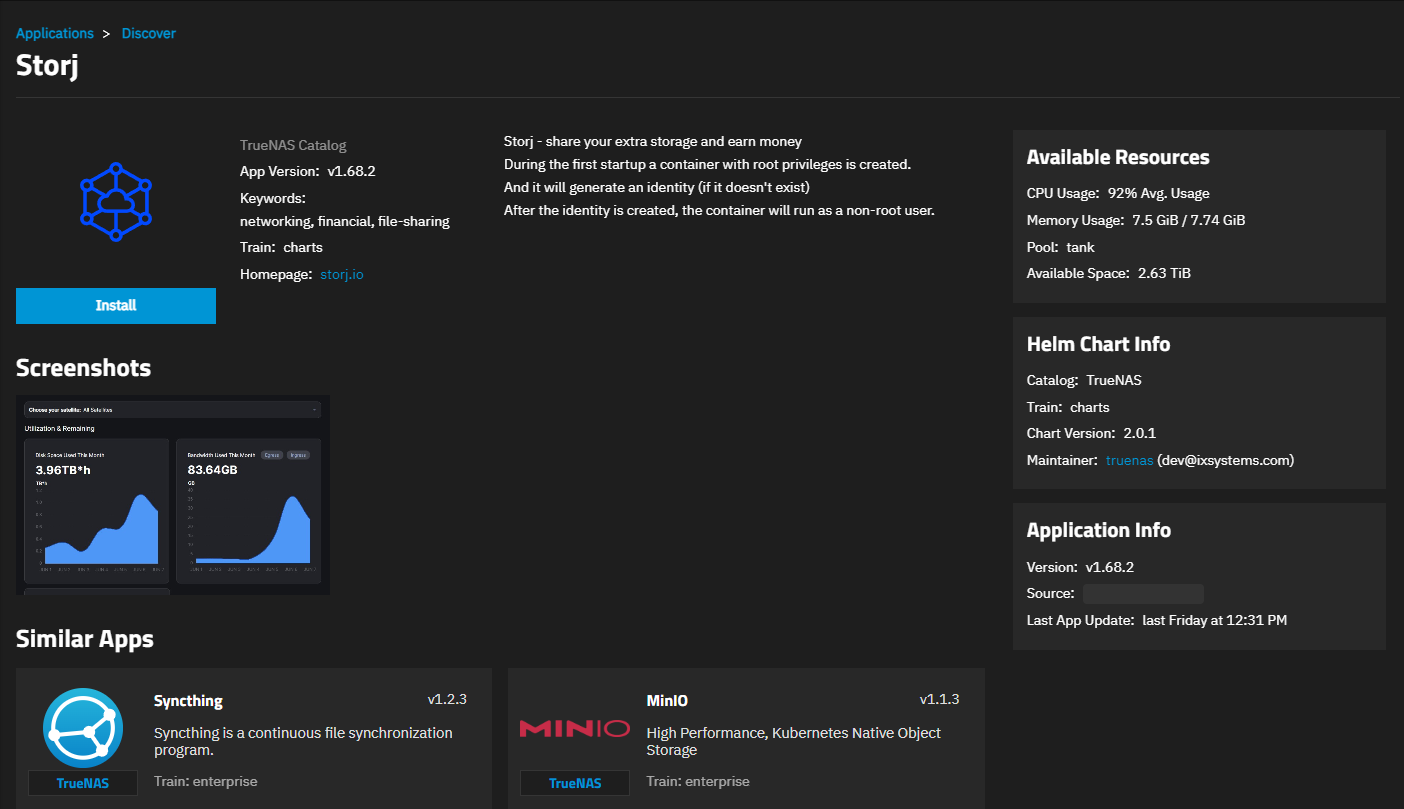 Applications > Discover
Storj
TrueNAS Catalog
App Version: v1.68.2
Keywords:
networking, financial, file-sharing
Train: charts
Homepage: storj.io
Install
Storj - share your extra storage and earn money
During the first startup a container with root privileges is created.
And it will generate an identity (if it doesn't exist)
After the identity is created, the container will run as a non-root user.
Available Resources
CPU Usage: 92% Avg. Usage
Memory Usage: 7.5 GiB / 7.74 GiB
Pool: tank
Available Space: 2.63 TiB
Helm Chart Info
Catalog: TrueNAS
Train: charts
Chart Version: 2.0.1
Maintainer: truenas (dev@ixsystems.com)
Application Info
Version: v1.68.2
Source:
Last App Update: last Friday at 12:31 PM
Screenshots
Choose your satellite: All Satellites
Utilization & Remaining
Disk Space Used This Month
3.96TB*h
TB*h
Bandwidth Used This Month Egress Ingress
83.64GB
GB
Similar Apps
Syncthing v1.2.3
Syncthing is a continuous file synchronization
program.
TrueNAS
Train: enterprise
MINIO
MinIO v1.1.3
High Performance, Kubernetes Native Object
Storage
TrueNAS
Train: enterprise